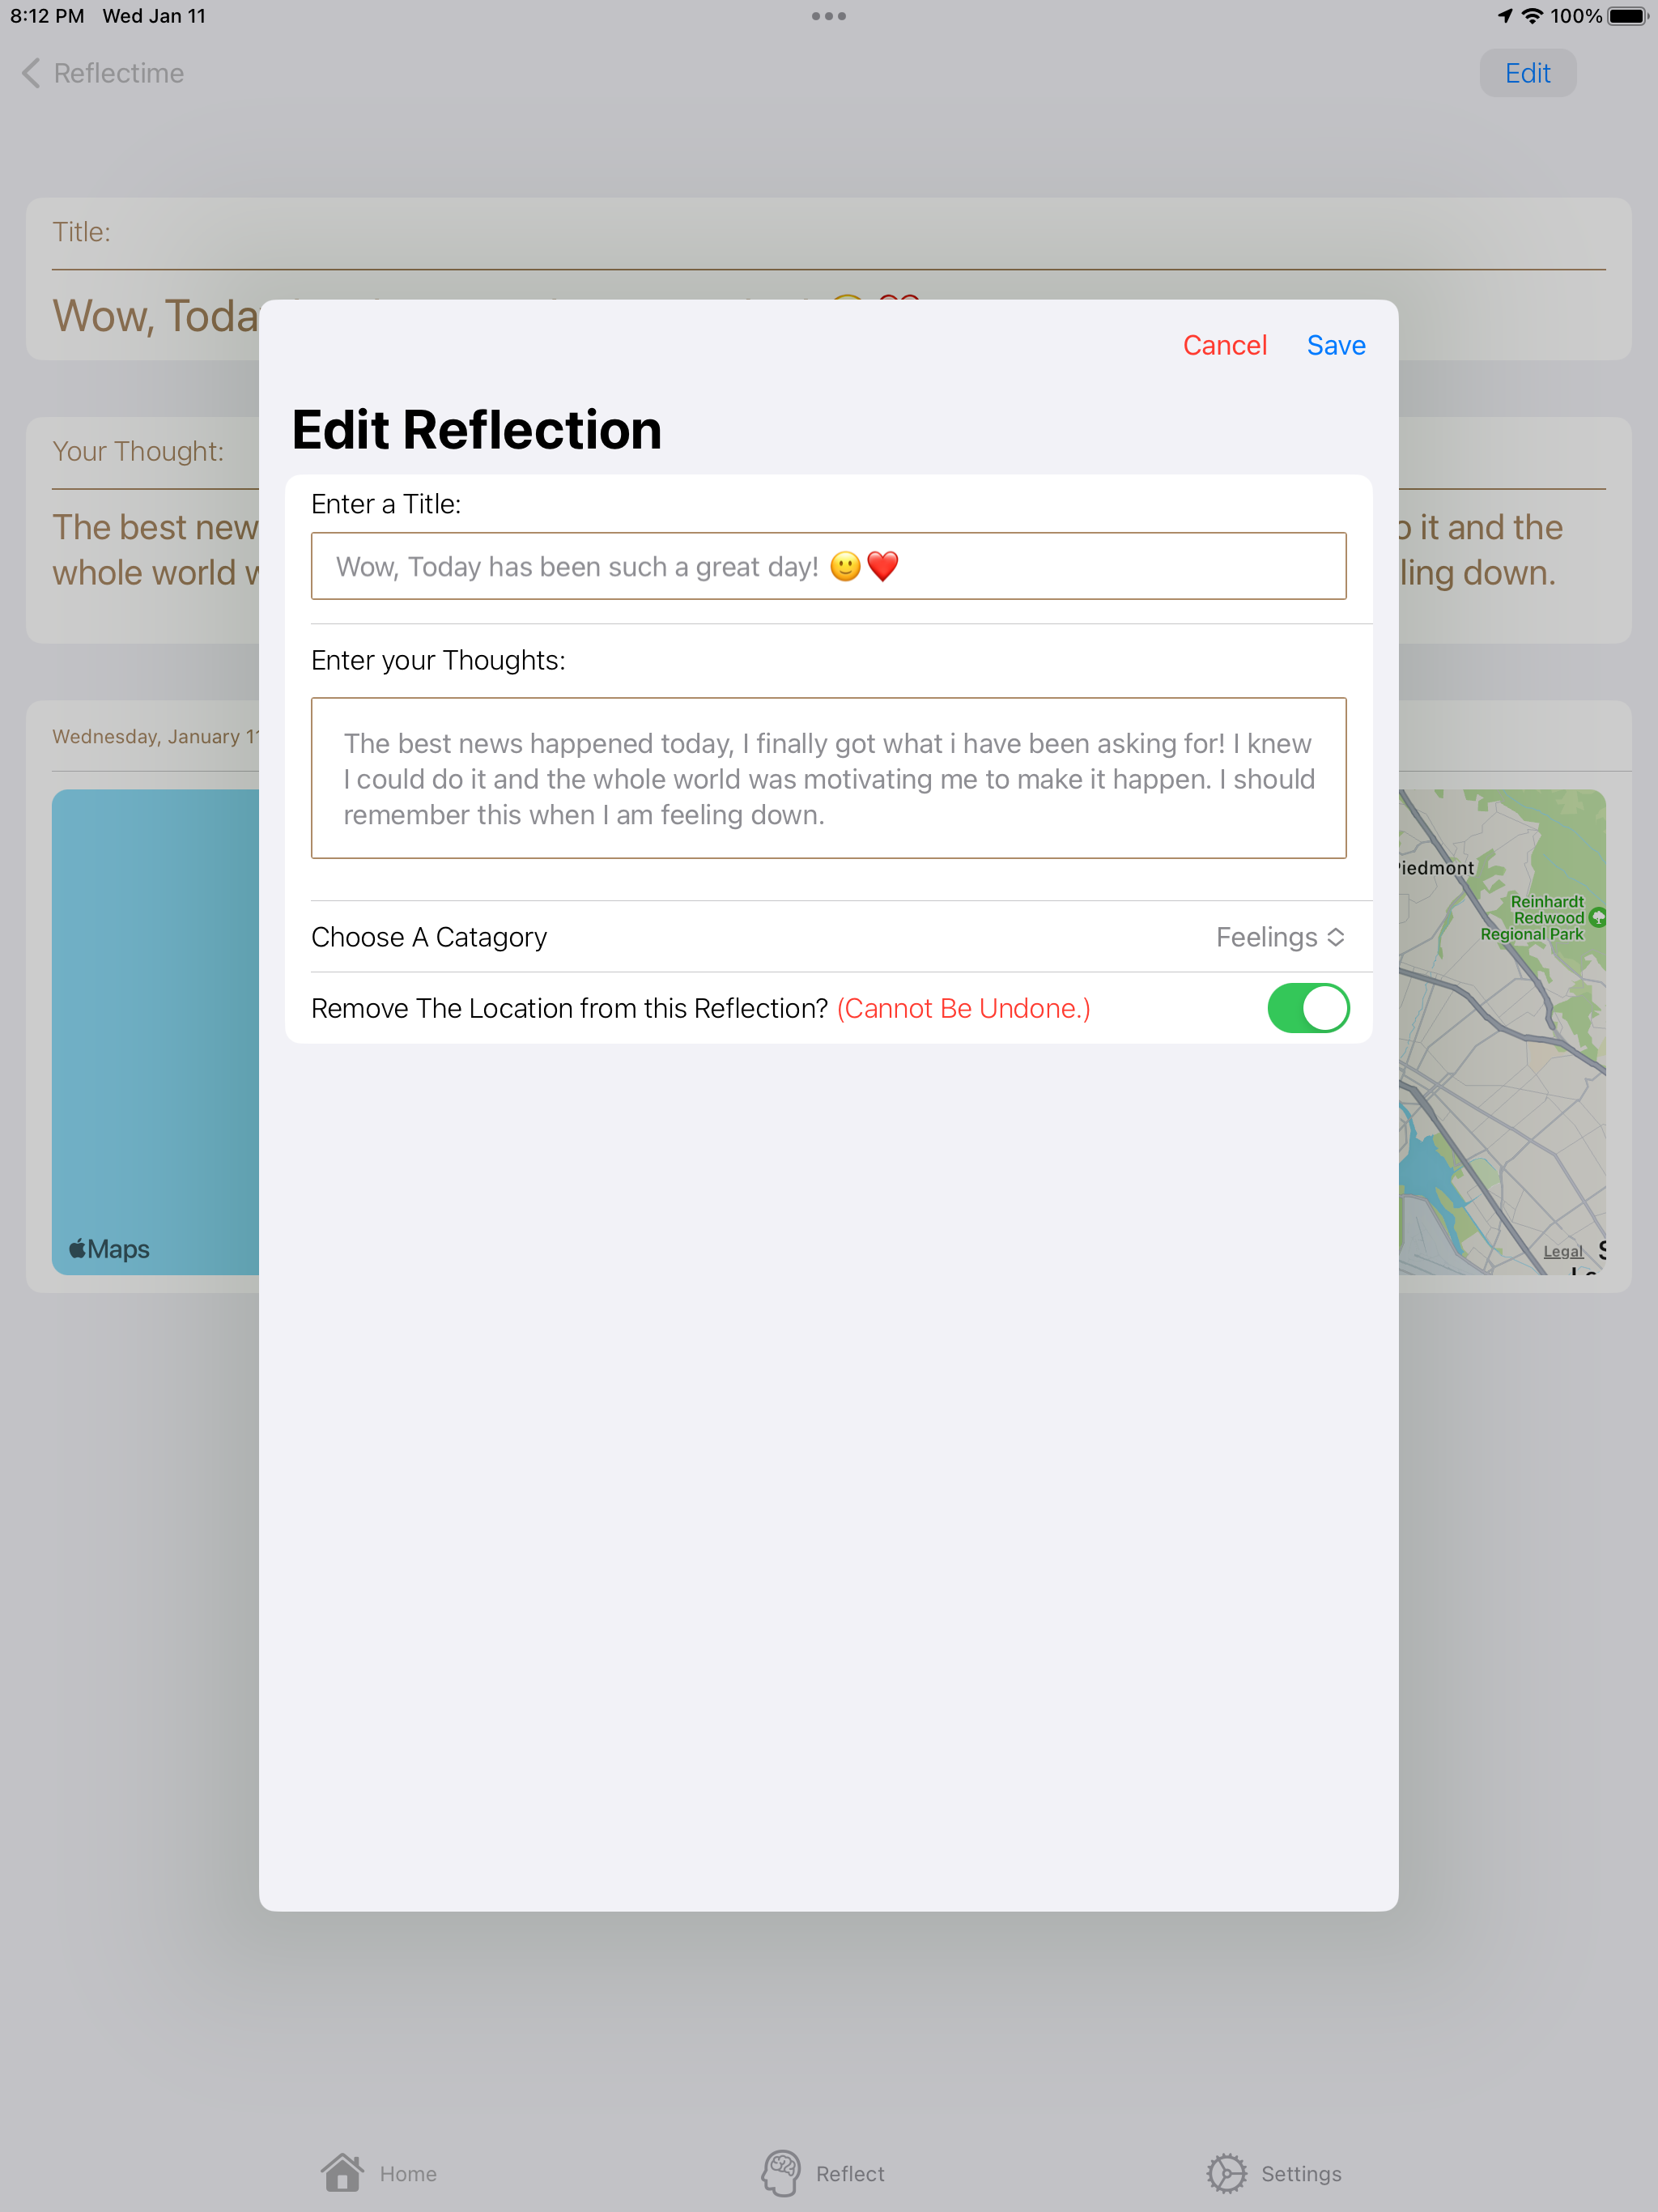 8:12 PM Wed Jan 11
100%
Reflectime
Edit
Title:
Wow, Toda
Cancel Save
Edit Reflection
Enter a Title:
Wow, Today has been such a great day! 🙂❤️
Enter your Thoughts:
The best news happened today, I finally got what i have been asking for! I knew
I could do it and the whole world was motivating me to make it happen. I should
remember this when I am feeling down.
Choose A Catagory
Feelings
Remove The Location from this Reflection? (Cannot Be Undone.)
Your Thought:
The best new
o it and the
whole world w
ling down.
Wednesday, January 11
Piedmont
Reinhardt
Redwood
Regional Park
Maps
Legal
Home
Reflect
Settings